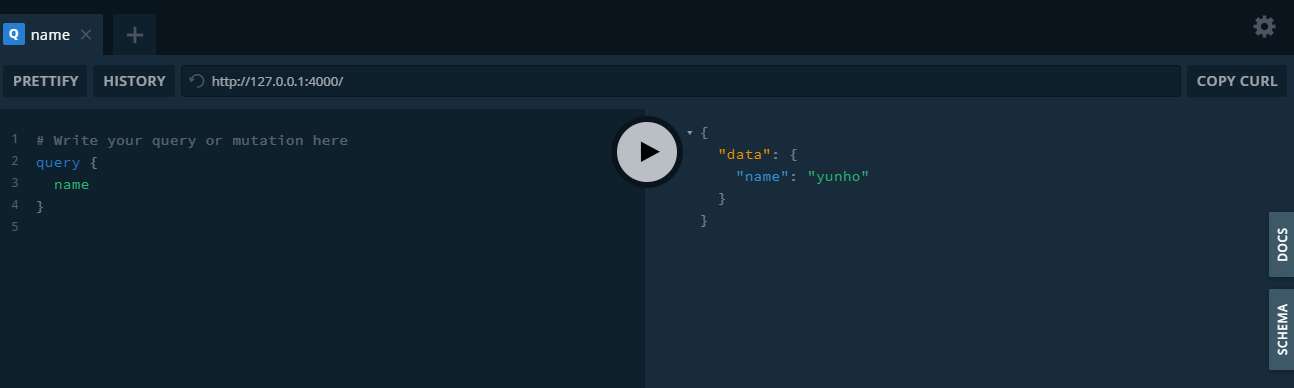 Q name
PRETTIFY HISTORY http://127.0.0.1:4000/ COPY CURL
1 # Write your query or mutation here
2 query {
3 name
4 }
5
{
"data": {
"name": "yunho"
}
}
DOCS
SCHEMA